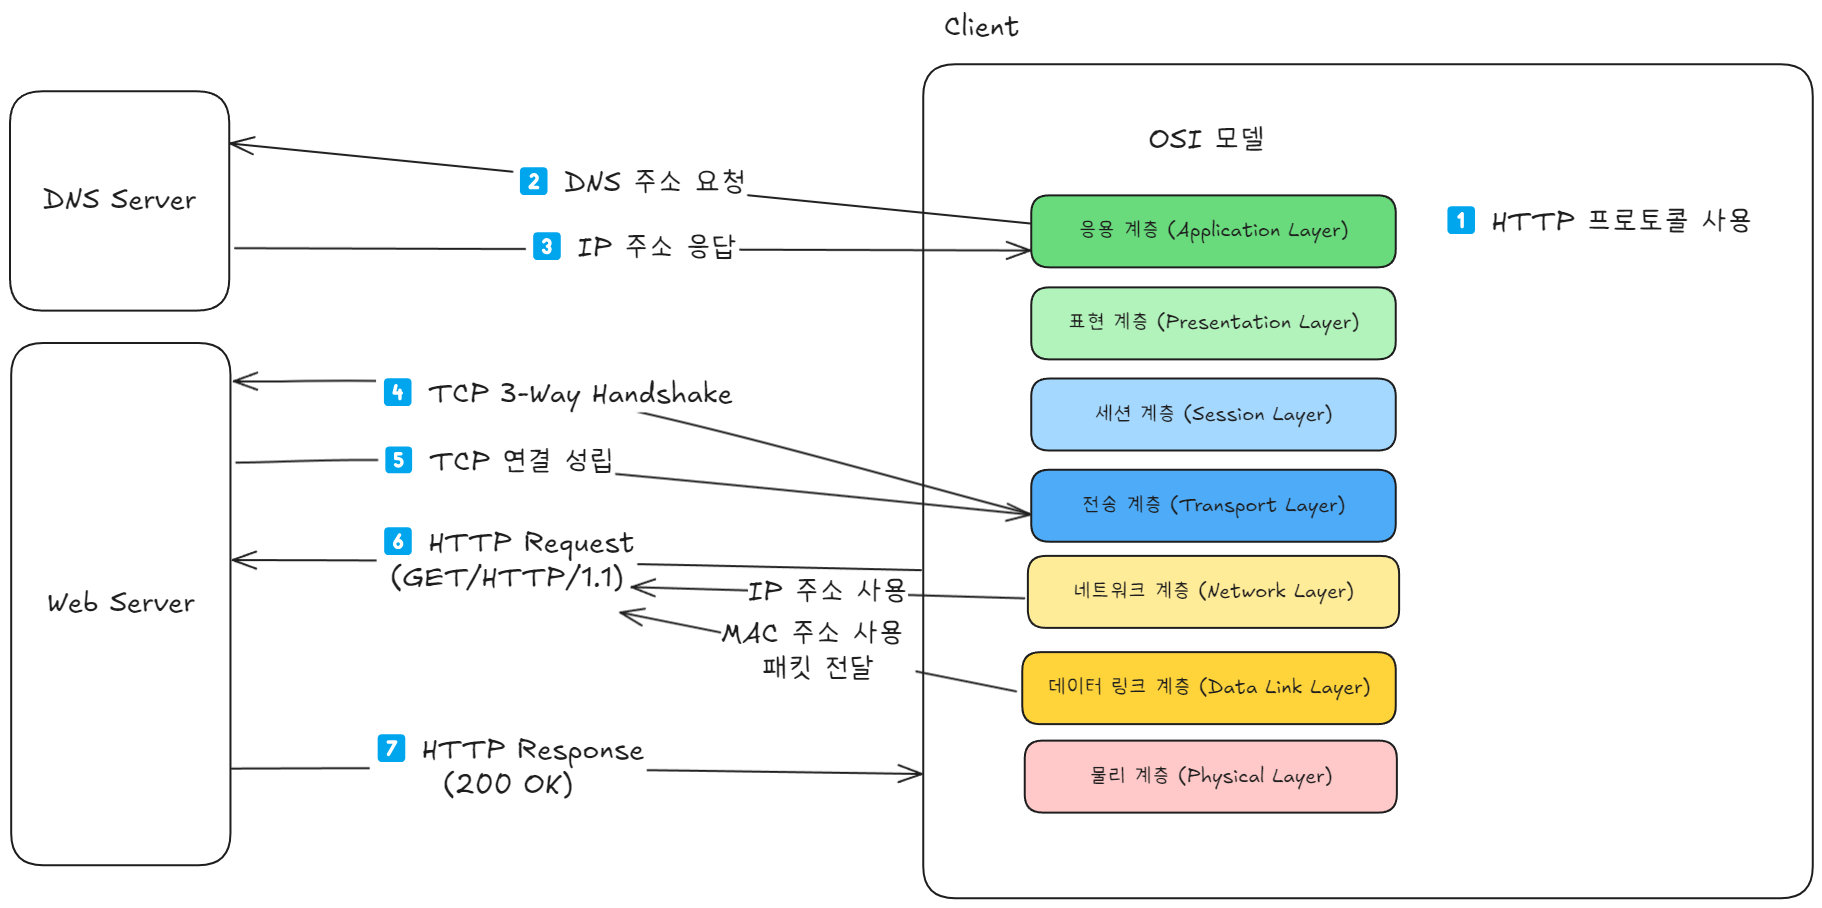 Client
OSI 모델
DNS Server
2 DNS 주소 요청
3 IP 주소 응답
응용 계층 (Application Layer)
1 HTTP 프로토콜 사용
표현 계층 (Presentation Layer)
세션 계층 (Session Layer)
전송 계층 (Transport Layer)
네트워크 계층 (Network Layer)
데이터 링크 계층 (Data Link Layer)
물리 계층 (Physical Layer)
Web Server
4 TCP 3-Way Handshake
5 TCP 연결 성립
6 HTTP Request
(GET/HTTP/1.1)
IP 주소 사용
MAC 주소 사용
패킷 전달
7 HTTP Response
(200 OK)